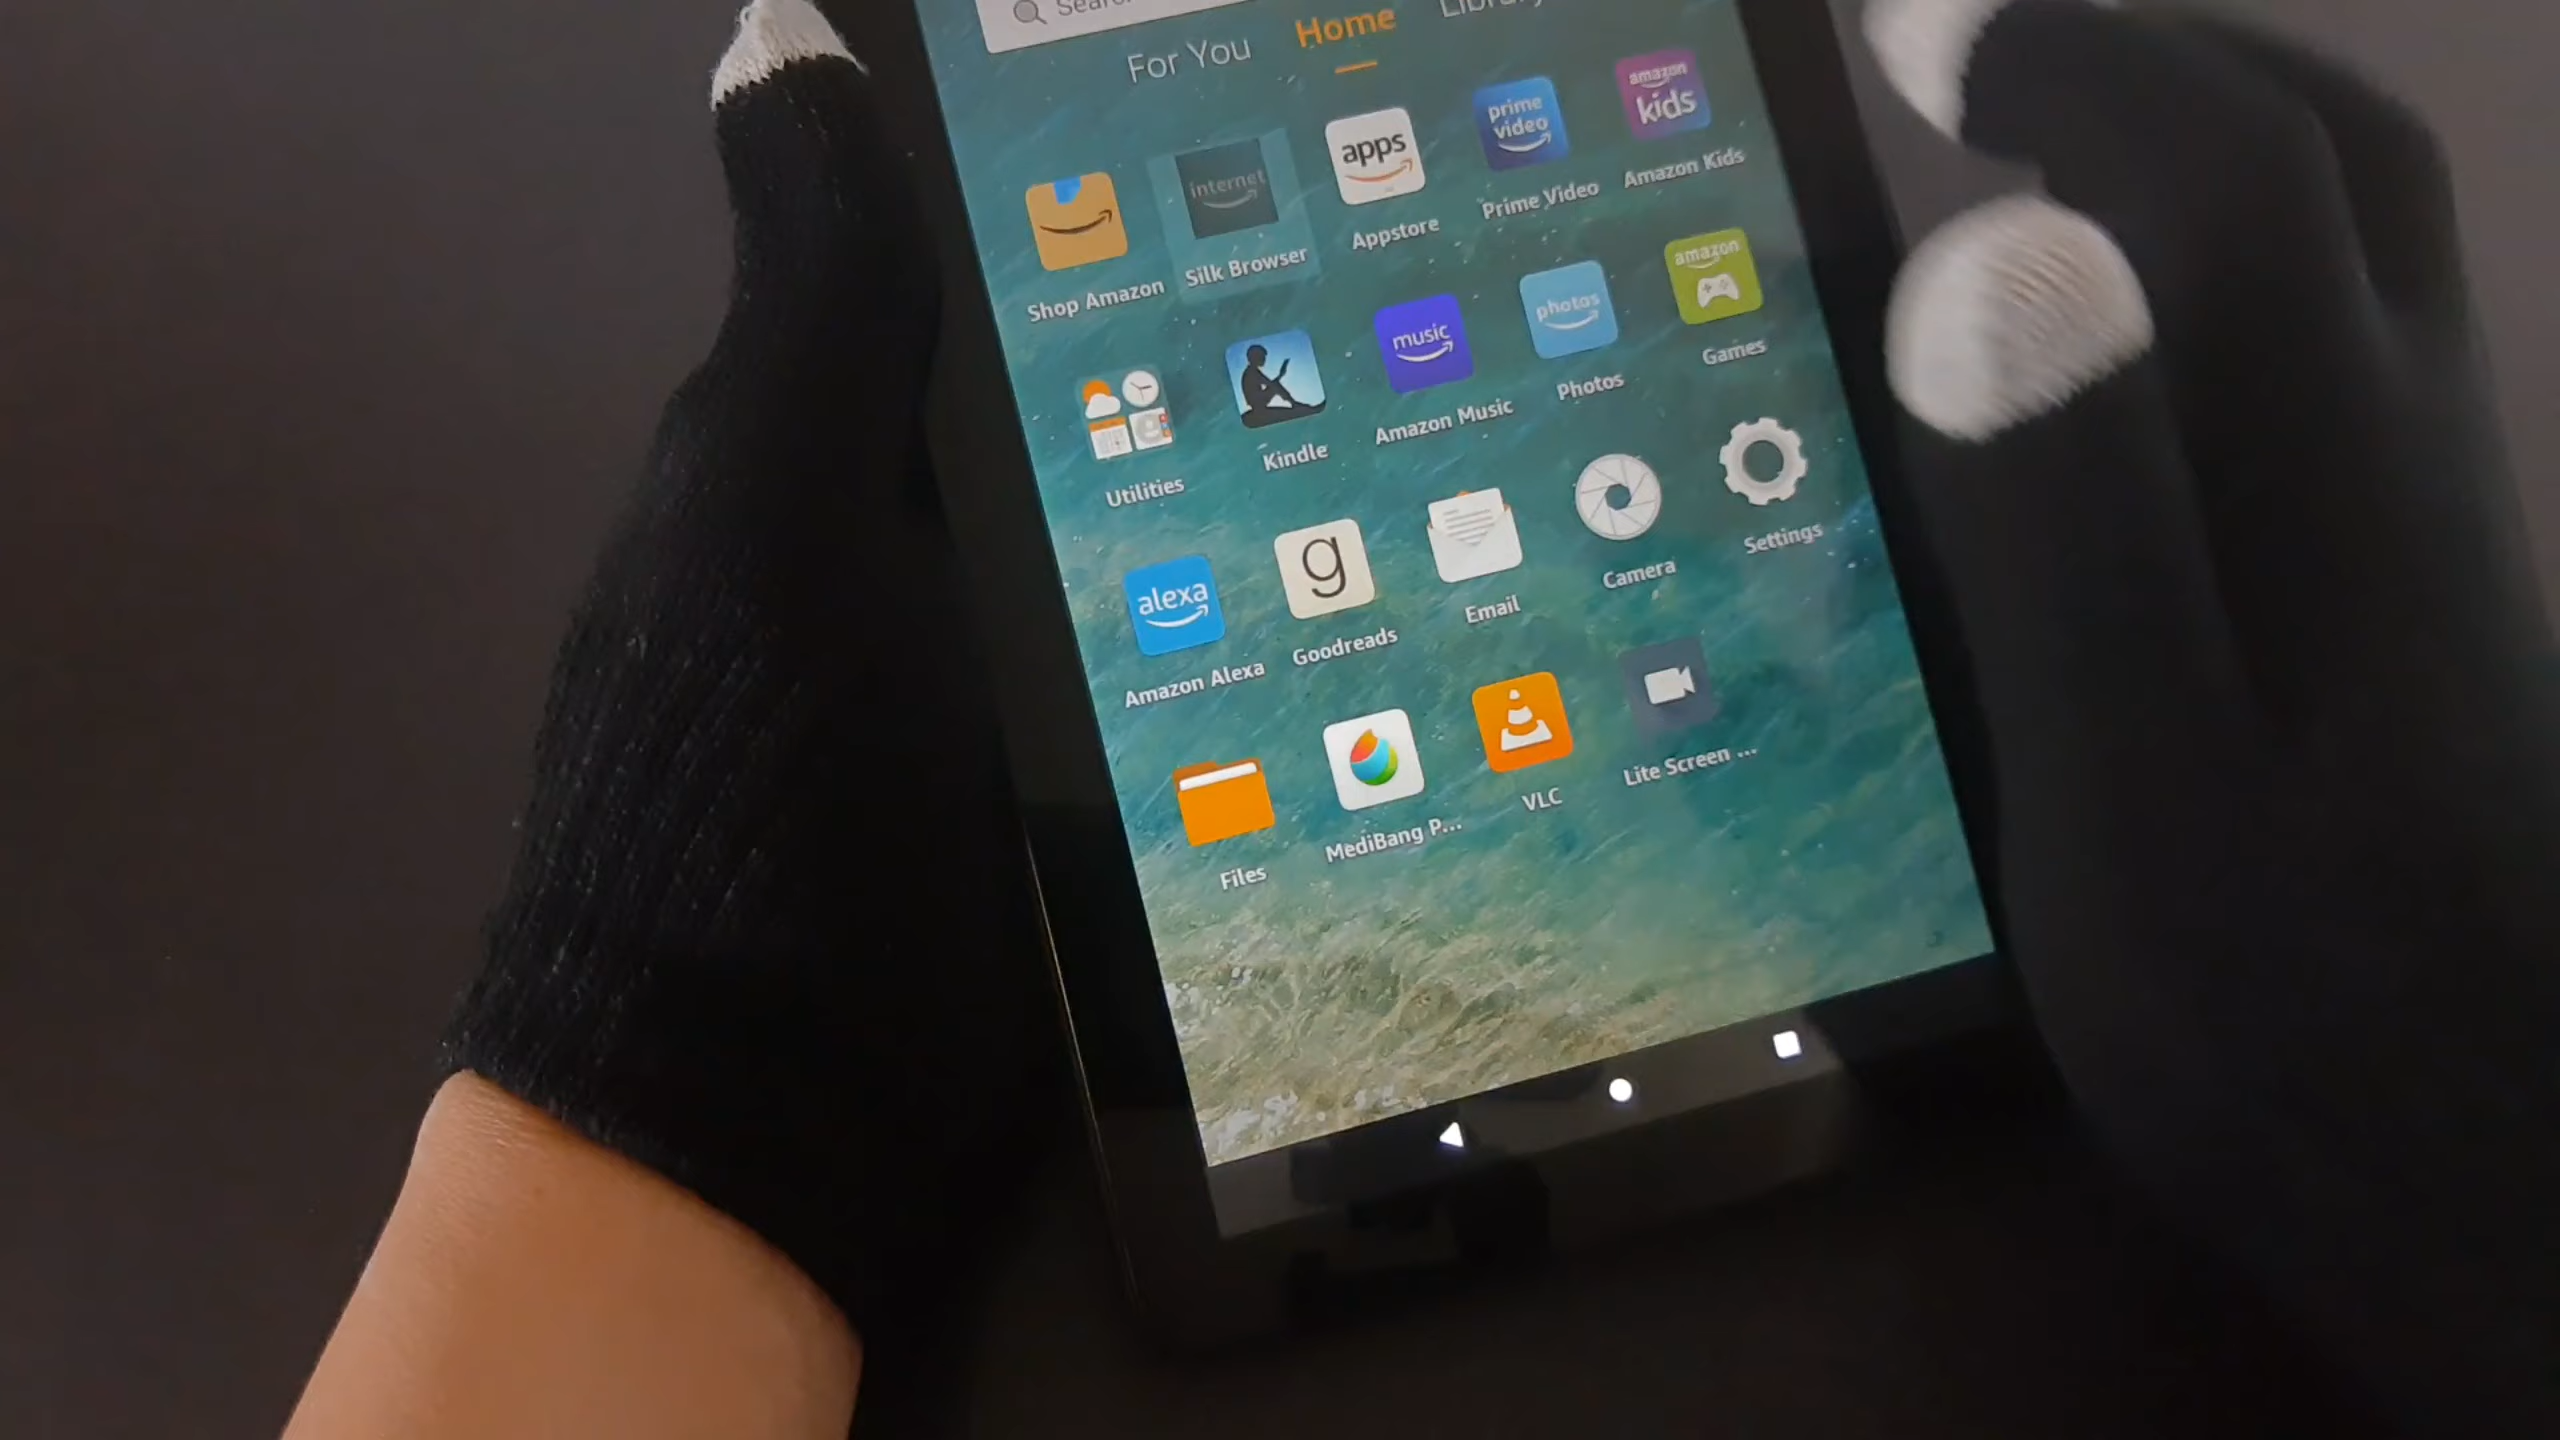 Search
For You Home Library
internet
apps
prime video
amazon kids
Shop Amazon
Silk Browser
Appstore
Prime Video
Amazon Kids
music
photos
amazon
Utilities
Kindle
Amazon Music
Photos
Games
alexa
g
Amazon Alexa
Goodreads
Email
Camera
Settings
Files
MediBang P...
VLC
Lite Screen ...